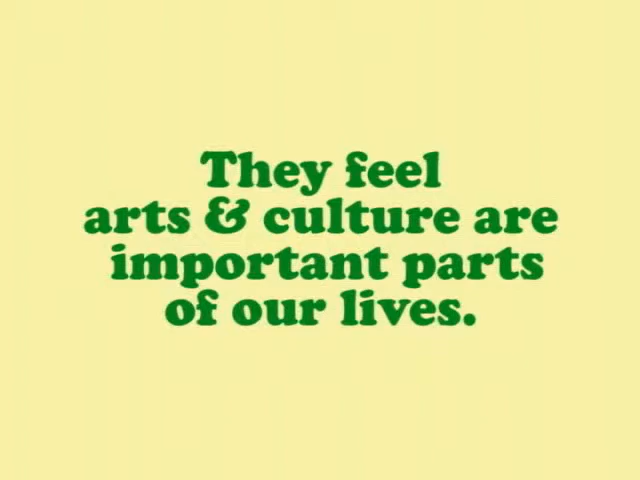 They feel
arts & culture are
important parts
of our lives.